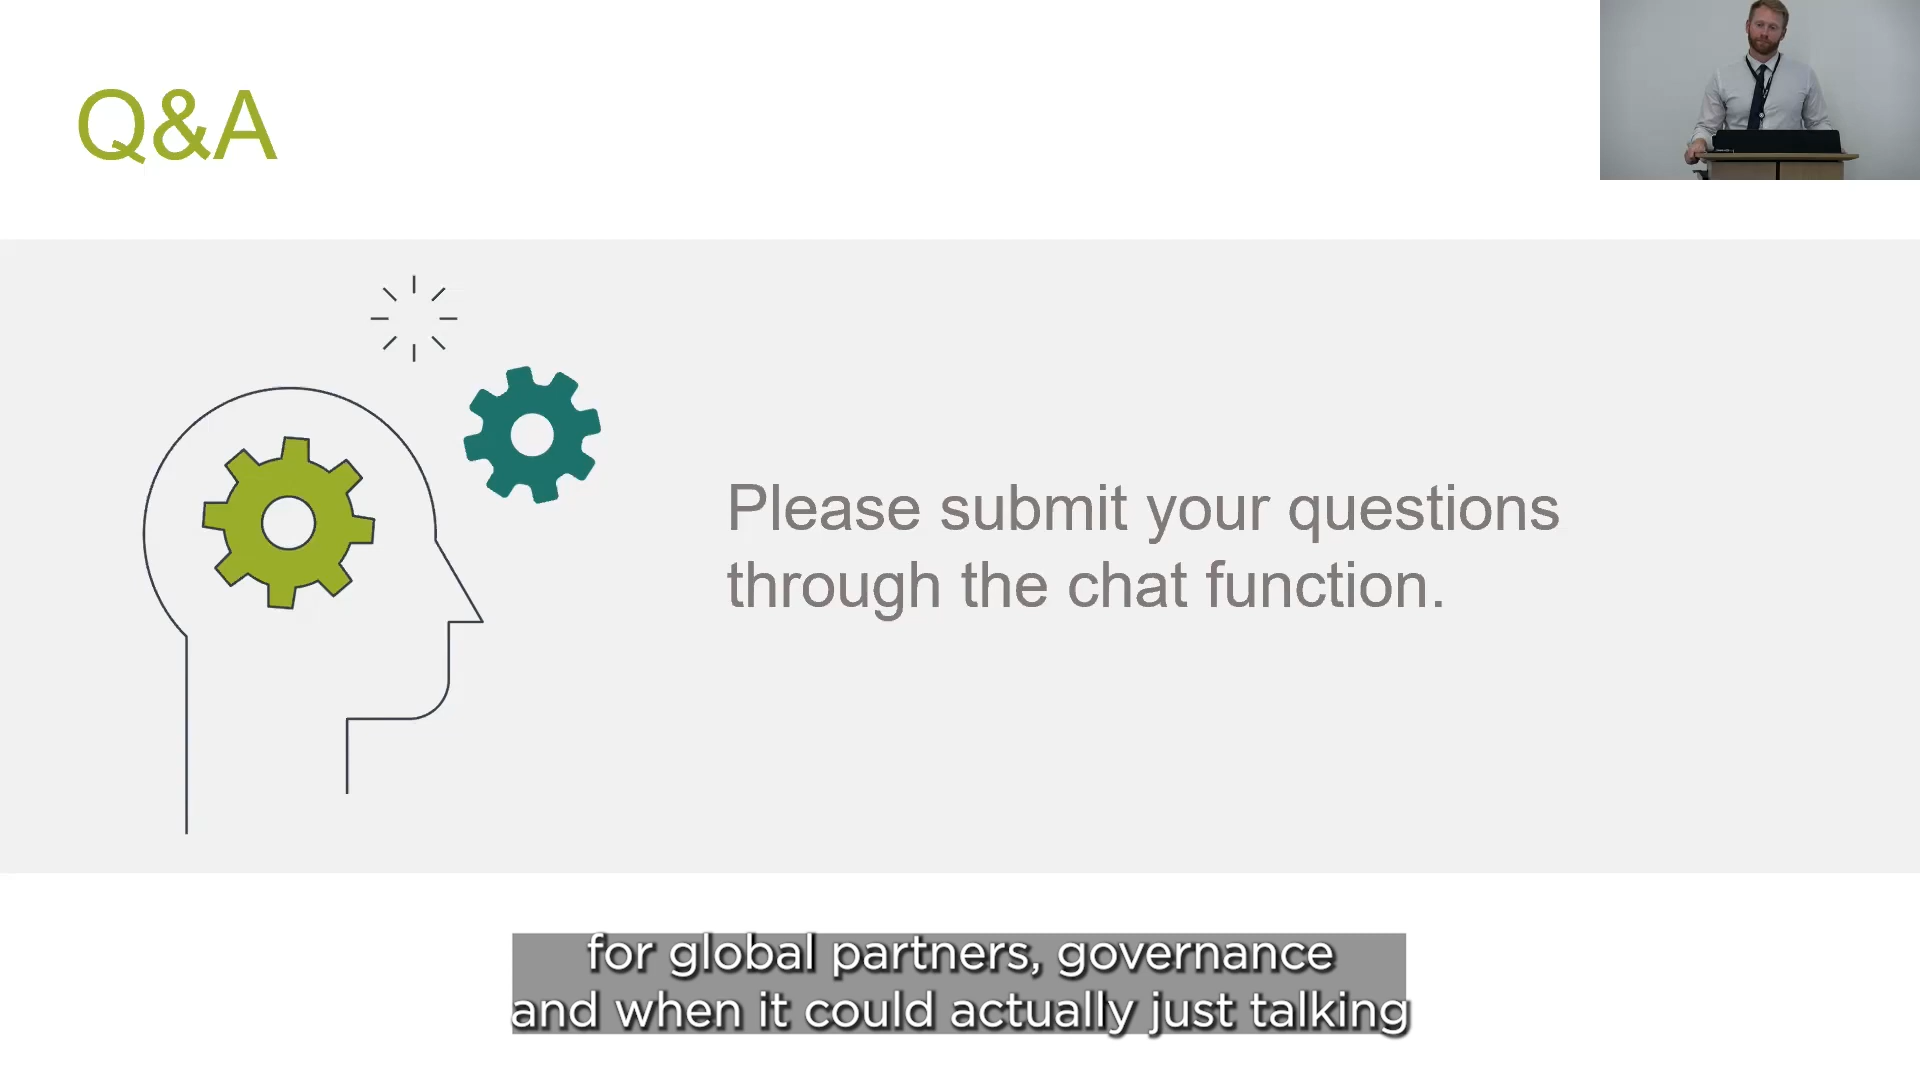 Q&A
Please submit your questions
through the chat function.
for global partners, governance
and when it could actually just talking